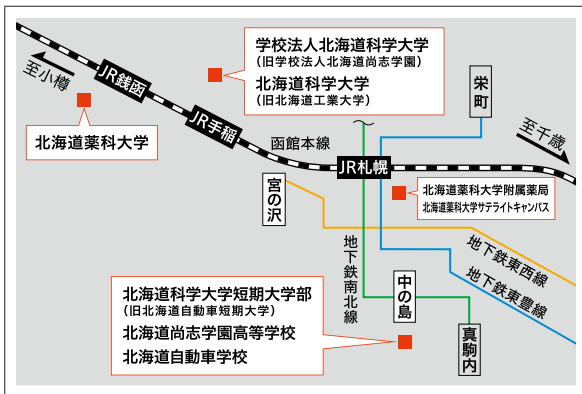 学校法人北海道科学大学
（旧学校法人北海道尚志学園）
北海道科学大学
（旧北海道工業大学）
至小樽
JR銭函
JR手稲
函館本線
JR札幌
栄町
至千歳
北海道薬科大学
宮の沢
北海道薬科大学附属薬局
北海道薬科大学サテライトキャンパス
地下鉄東西線
地下鉄東豊線
地下鉄南北線
中の島
真駒内
北海道科学大学短期大学部
（旧北海道自動車短期大学）
北海道尚志学園高等学校
北海道自動車学校